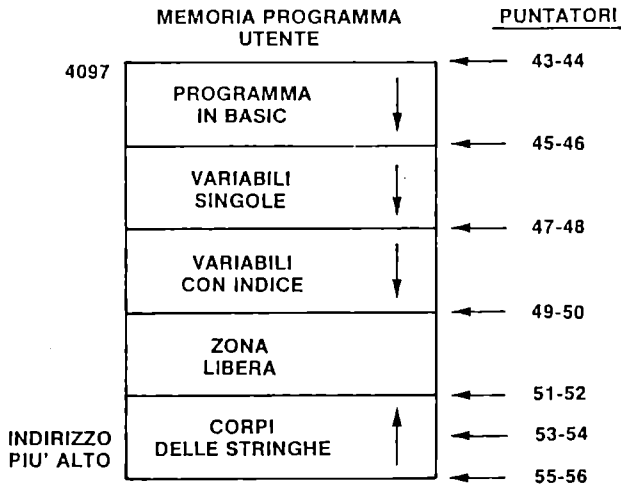 MEMORIA PROGRAMMA
UTENTE
PUNTATORI
4097
43-44
PROGRAMMA
IN BASIC
45-46
VARIABILI
SINGOLE
47-48
VARIABILI
CON INDICE
49-50
ZONA
LIBERA
51-52
CORPI
DELLE STRINGHE
53-54
INDIRIZZO
PIU' ALTO
55-56